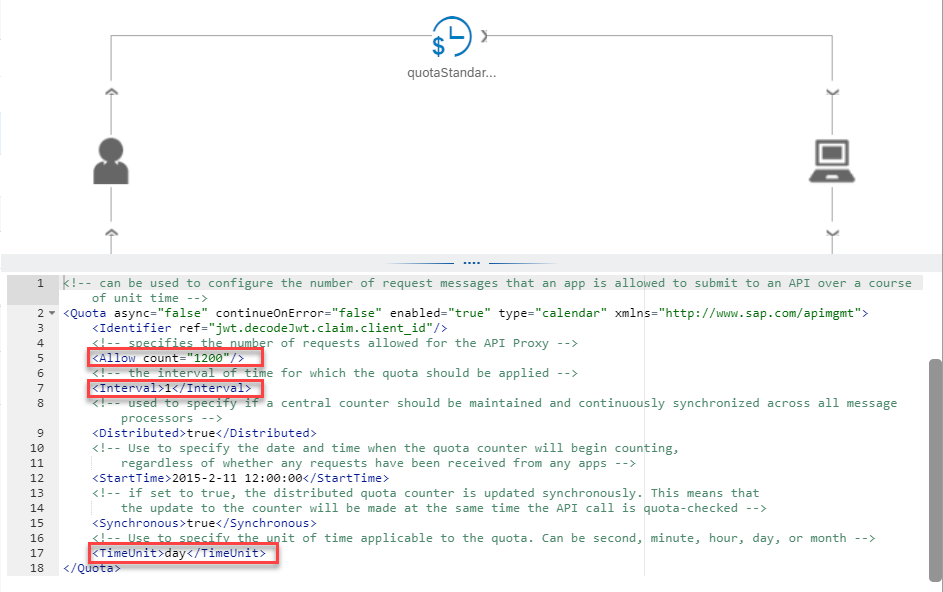 $
quotaStandar...
1 <!-- can be used to configure the number of request messages that an app is allowed to submit to an API over a course
of unit time -->
2 <Quota async="false" continueOnError="false" enabled="true" type="calendar" xmlns="http://www.sap.com/apimgmt">
3 <Identifier ref="jwt.decodeJwt.claim.client_id"/>
4 <!-- specifies the number of requests allowed for the API Proxy -->
5 <Allow count="1200"/>
6 <!-- the interval of time for which the quota should be applied -->
7 <Interval>1</Interval>
8 <!-- used to specify if a central counter should be maintained and continuously synchronized across all message
processors -->
9 <Distributed>true</Distributed>
10 <!-- Use to specify the date and time when the quota counter will begin counting,
11 regardless of whether any requests have been received from any apps -->
12 <StartTime>2015-2-11 12:00:00</StartTime>
13 <!-- if set to true, the distributed quota counter is updated synchronously. This means that
14 the update to the counter will be made at the same time the API call is quota-checked -->
15 <Synchronous>true</Synchronous>
16 <!-- Use to specify the unit of time applicable to the quota. Can be second, minute, hour, day, or month -->
17 <TimeUnit>day</TimeUnit>
18 </Quota>